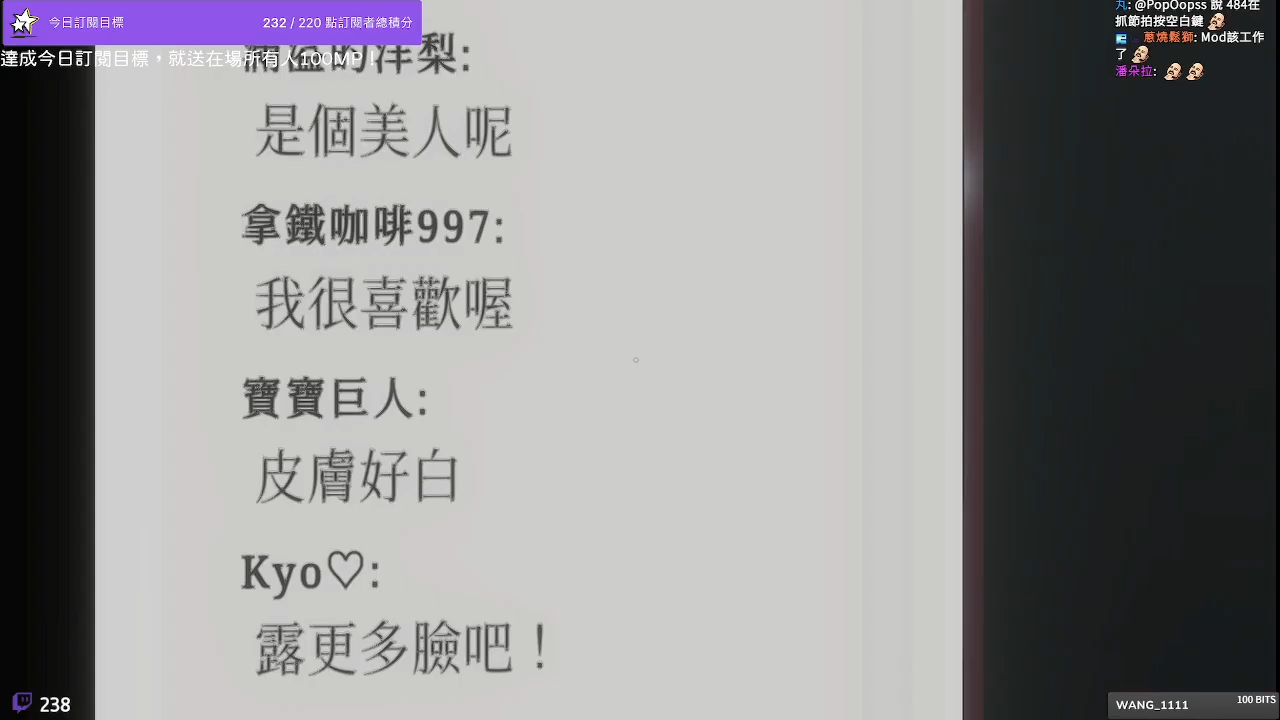 今日訂閱目標
232 / 220 點訂閱者總積分
達成今日訂閱目標，就送在場所有人100MP！
的洋梨:
是個美人呢
拿鐵咖啡997:
我很喜歡喔
寶寶巨人:
皮膚好白
Kyo♡:
露更多臉吧！
丸: @PopOopss 說 484在
抓節拍按空白鍵
蔥燒鬆獅: Mod該工作
了
潘朵拉:
238
WANG_1111
100 BITS